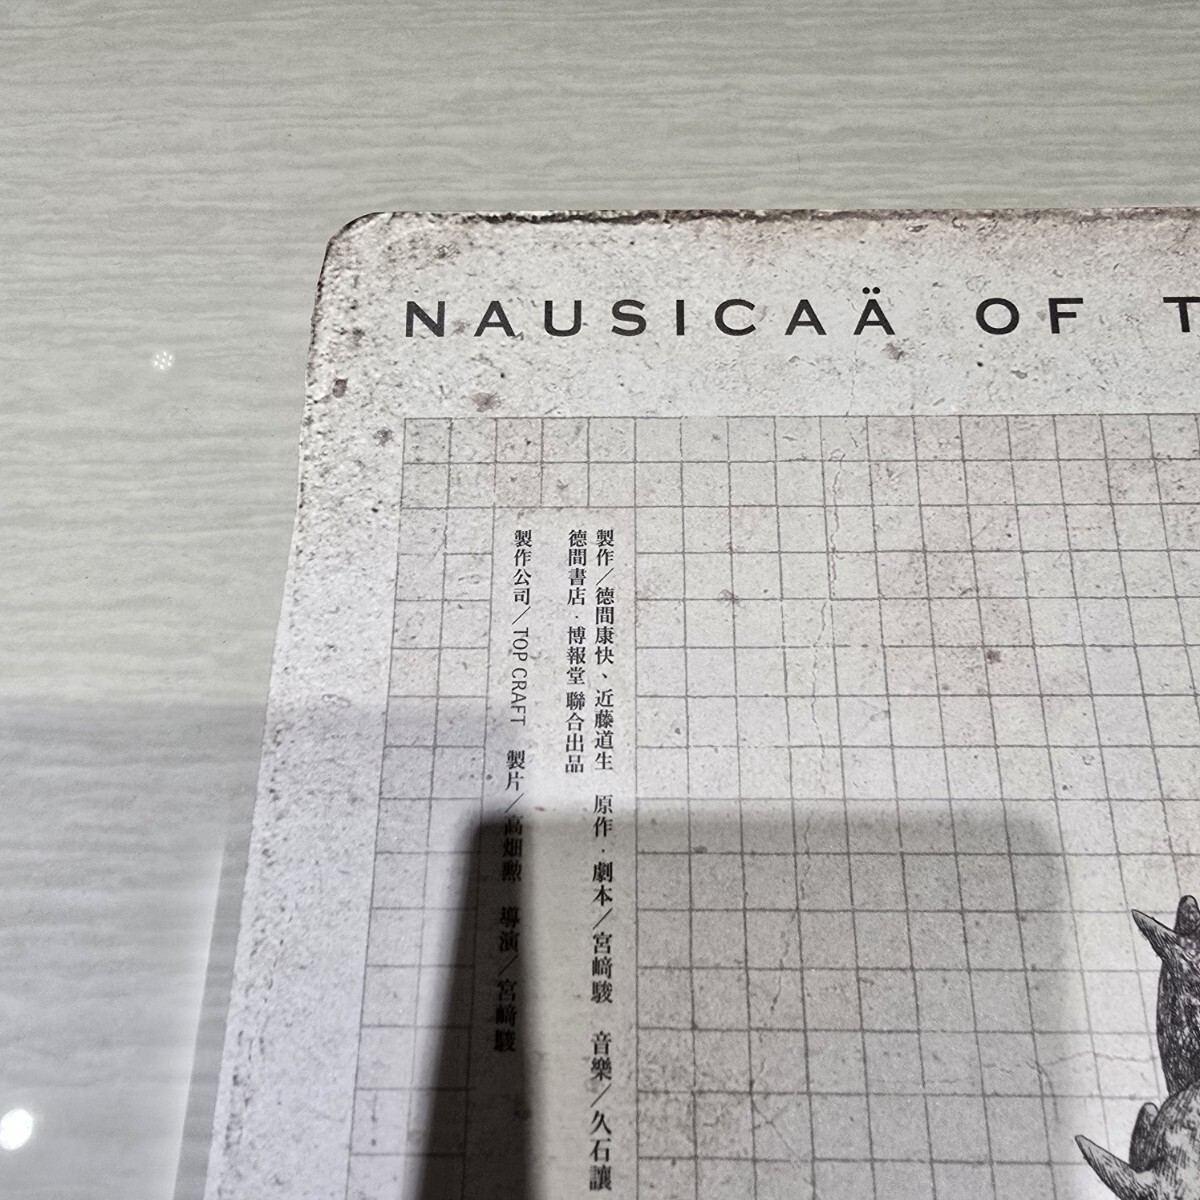 NAUSICAÄ OF T
製作／德間康快、近藤道生　原作・劇本／宮﨑駿　音樂／久石讓
德間書店・博報堂 聯合出品
製作公司／TOP CRAFT　製片／高畑勲　導演／宮﨑駿